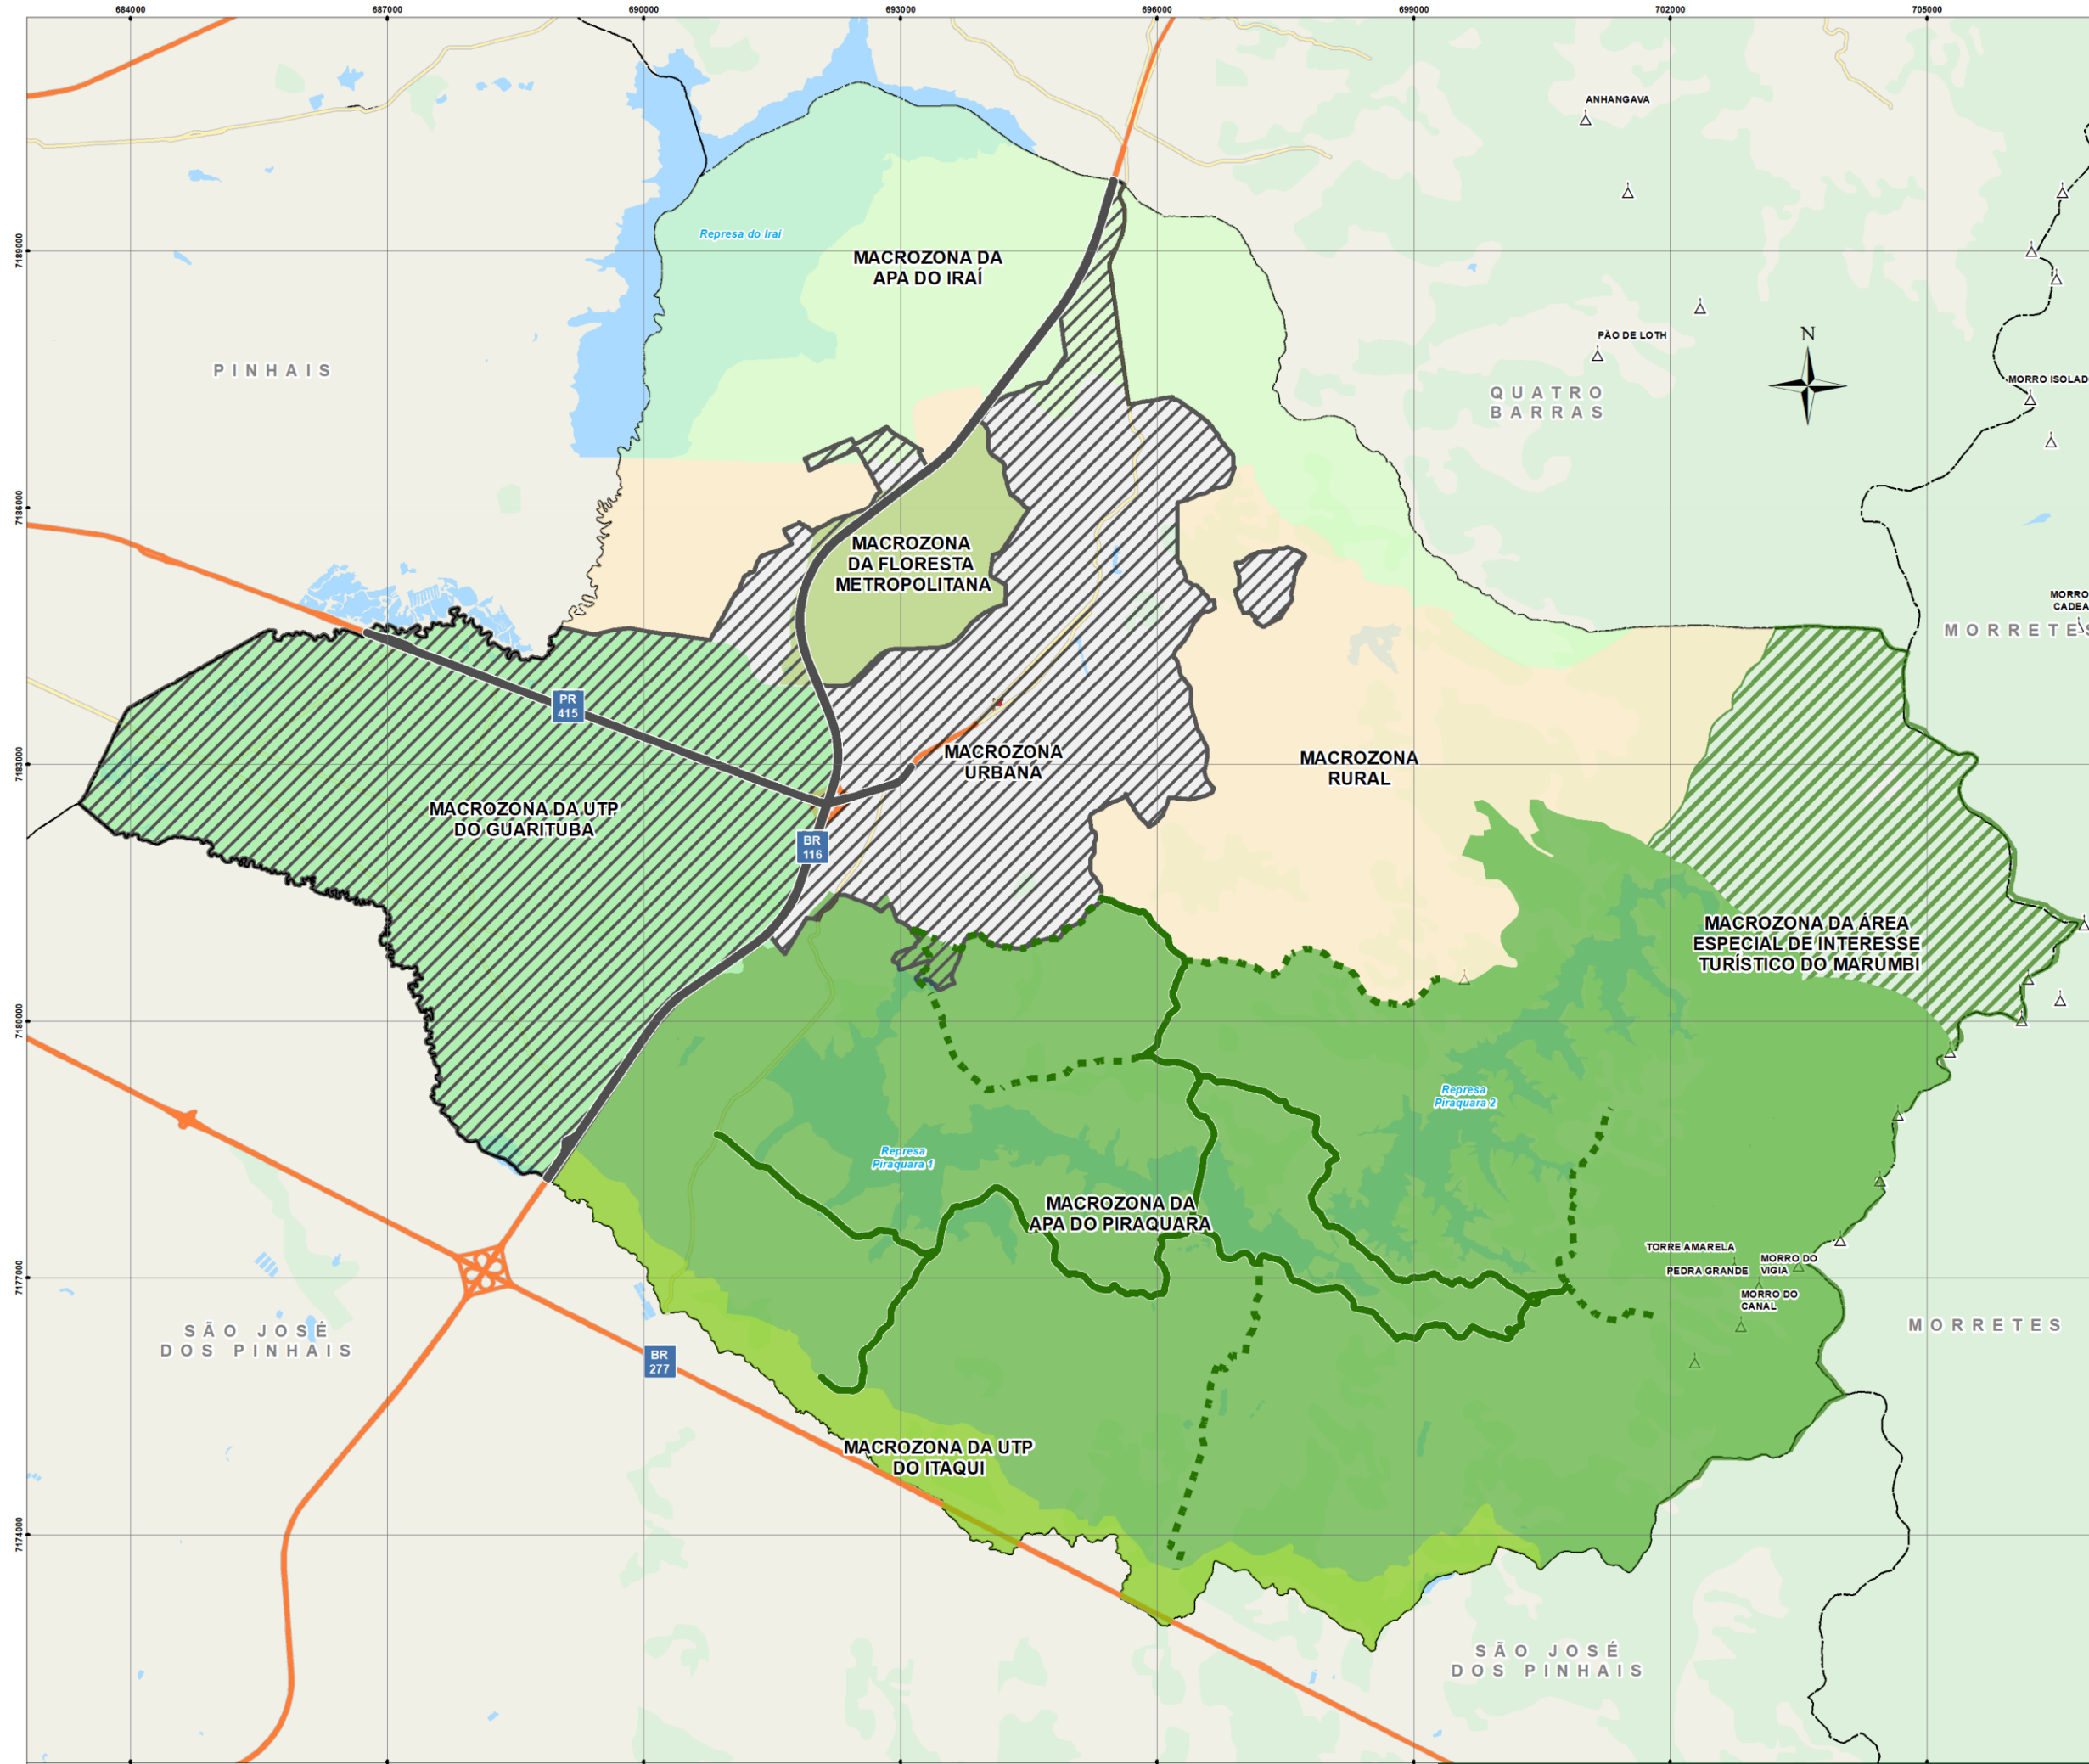 684000
687000
690000
693000
696000
699000
702000
705000
ANHANGAVA
Represa do Iraí
7189000
MACROZONA DA
APA DO IRAÍ
N
PÃO DE LOTH
PINHAIS
MORRO ISOLAD
QUATRO
BARRAS
7186000
MACROZONA
DA FLORESTA
METROPOLITANA
MORRO
CADEA
MORRETES
PR
415
7183000
MACROZONA
URBANA
MACROZONA
RURAL
MACROZONA DA UTP
DO GUARITUBA
BR
116
MACROZONA DA ÁREA
ESPECIAL DE INTERESSE
TURÍSTICO DO MARUMBI
7180000
Represa
Piraquara 2
Represa
Piraquara 1
MACROZONA DA
APA DO PIRAQUARA
7177000
TORRE AMARELA
PEDRA GRANDE
MORRO DO
VIGIA
MORRO DO
CANAL
SÃO JOSÉ
DOS PINHAIS
MORRETES
BR
277
MACROZONA DA UTP
DO ITAQUI
7174000
SÃO JOSÉ
DOS PINHAIS